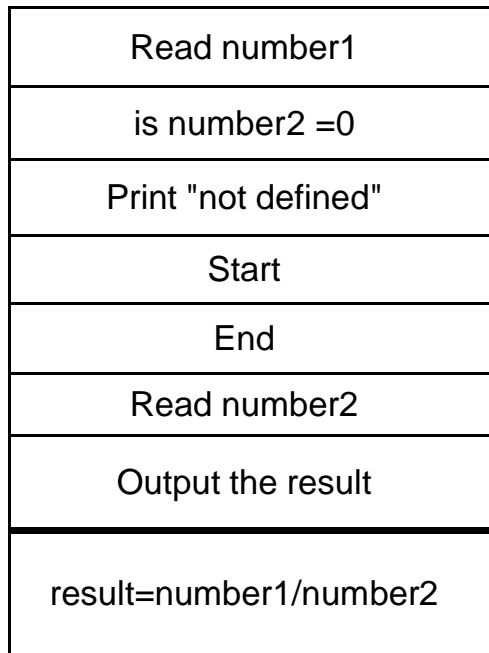 Read number1
is number2 =0
Print "not defined"
Start
End
Read number2
Output the result
result=number1/number2